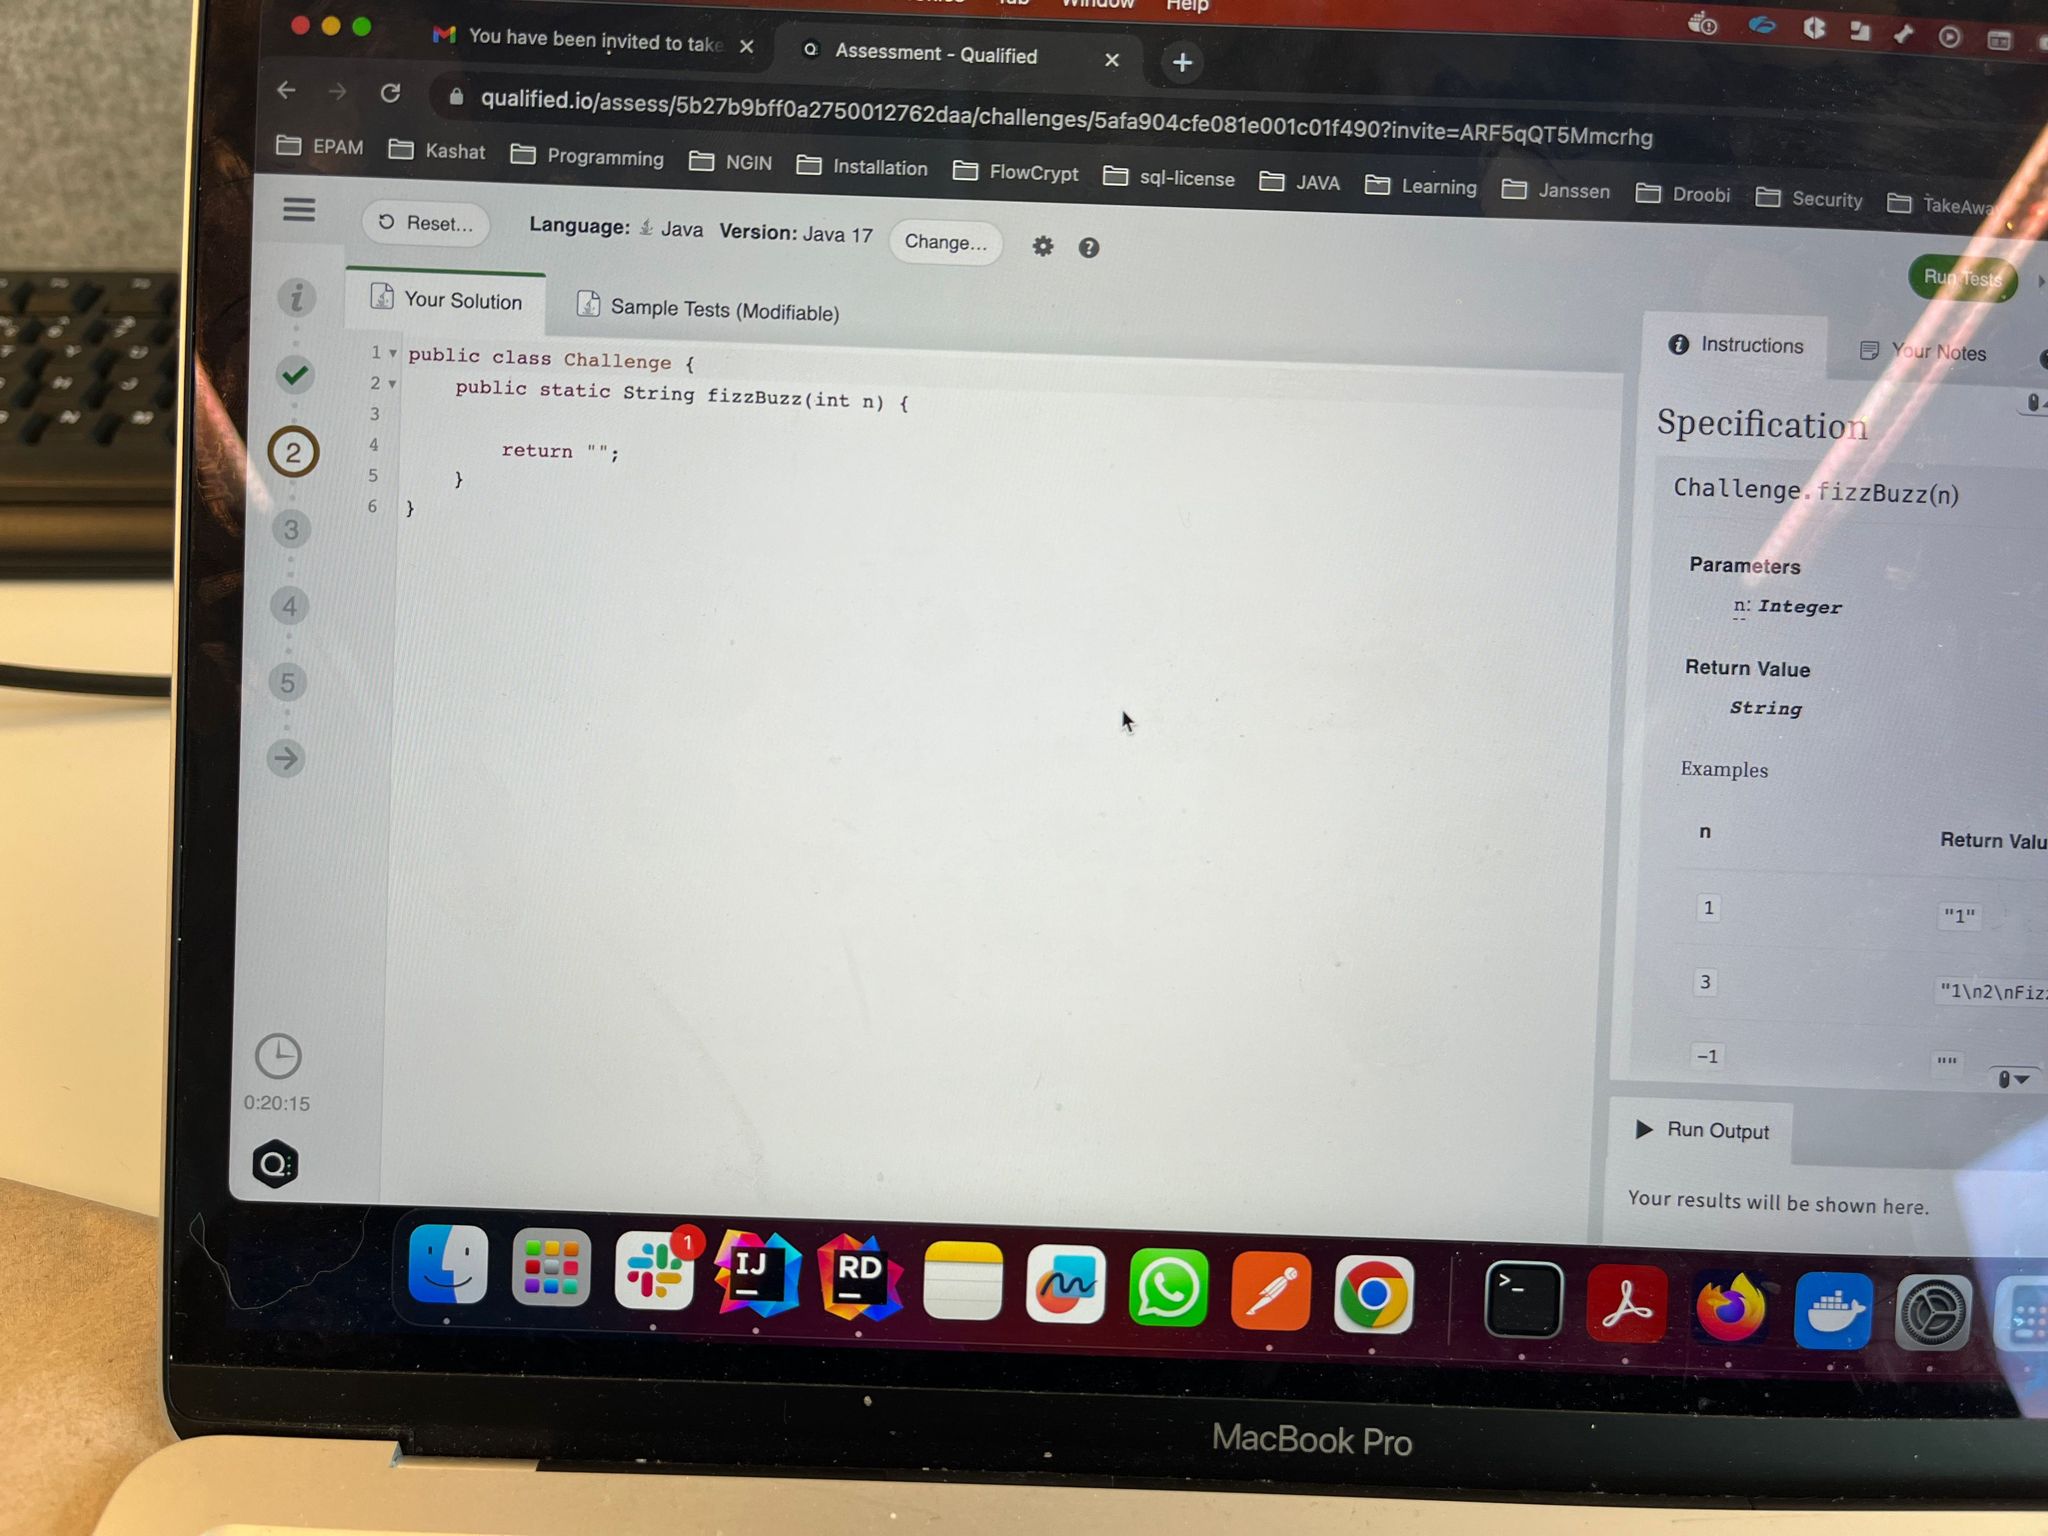 Tab Window Help
You have been invited to take
Assessment - Qualified
qualified.io/assess/5b27b9bff0a2750012762daa/challenges/5afa904cfe081e001c01f490?invite=ARF5qQT5Mmcrhg
EPAM Kashat Programming NGIN Installation FlowCrypt sql-license JAVA Learning Janssen Droobi Security TakeAwa
Reset... Language: Java Version: Java 17 Change...
Run Tests
Your Solution Sample Tests (Modifiable)
Instructions Your Notes
1 public class Challenge {
2 public static String fizzBuzz(int n) {
3
4 return "";
5 }
6 }
2
3
4
5
0:20:15
Specification
Challenge.fizzBuzz(n)
Parameters
n: Integer
Return Value
String
Examples
n Return Valu
1 "1"
3 "1\n2\nFiz
-1 ""
Run Output
Your results will be shown here.
1
IJ
RD
MacBook Pro